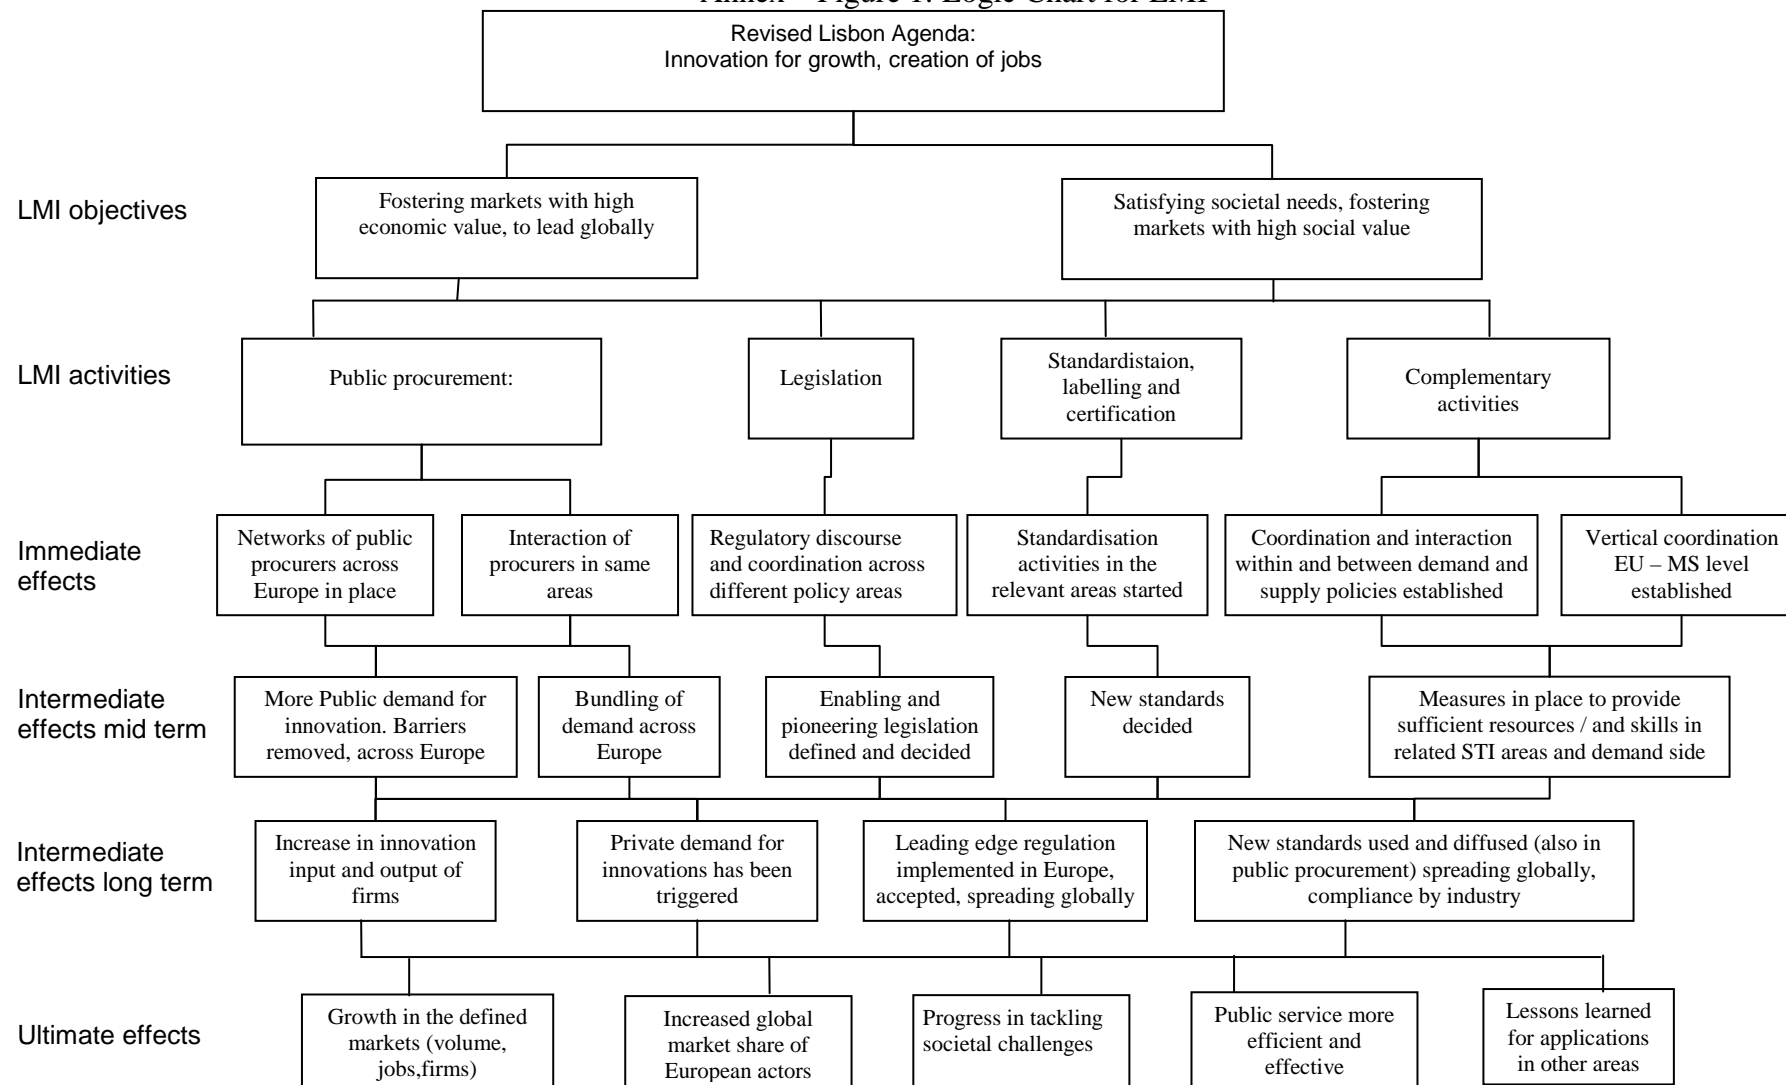 Annex – Figure 1: Logic Chart for LMI
Revised Lisbon Agenda:
Innovation for growth, creation of jobs
LMI objectives
Fostering markets with high
economic value, to lead globally
Satisfying societal needs, fostering
markets with high social value
LMI activities
Public procurement:
Legislation
Standardistaion,
labelling and
certification
Complementary
activities
Immediate
effects
Networks of public
procurers across
Europe in place
Interaction of
procurers in same
areas
Regulatory discourse
and coordination across
different policy areas
Standardisation
activities in the
relevant areas started
Coordination and interaction
within and between demand and
supply policies established
Vertical coordination
EU – MS level
established
Intermediate
effects mid term
More Public demand for
innovation. Barriers
removed, across Europe
Bundling of
demand across
Europe
Enabling and
pioneering legislation
defined and decided
New standards
decided
Measures in place to provide
sufficient resources / and skills in
related STI areas and demand side
Intermediate
effects long term
Increase in innovation
input and output of
firms
Private demand for
innovations has been
triggered
Leading edge regulation
implemented in Europe,
accepted, spreading globally
New standards used and diffused (also in
public procurement) spreading globally,
compliance by industry
Ultimate effects
Growth in the defined
markets (volume,
jobs,firms)
Increased global
market share of
European actors
Progress in tackling
societal challenges
Public service more
efficient and
effective
Lessons learned
for applications
in other areas